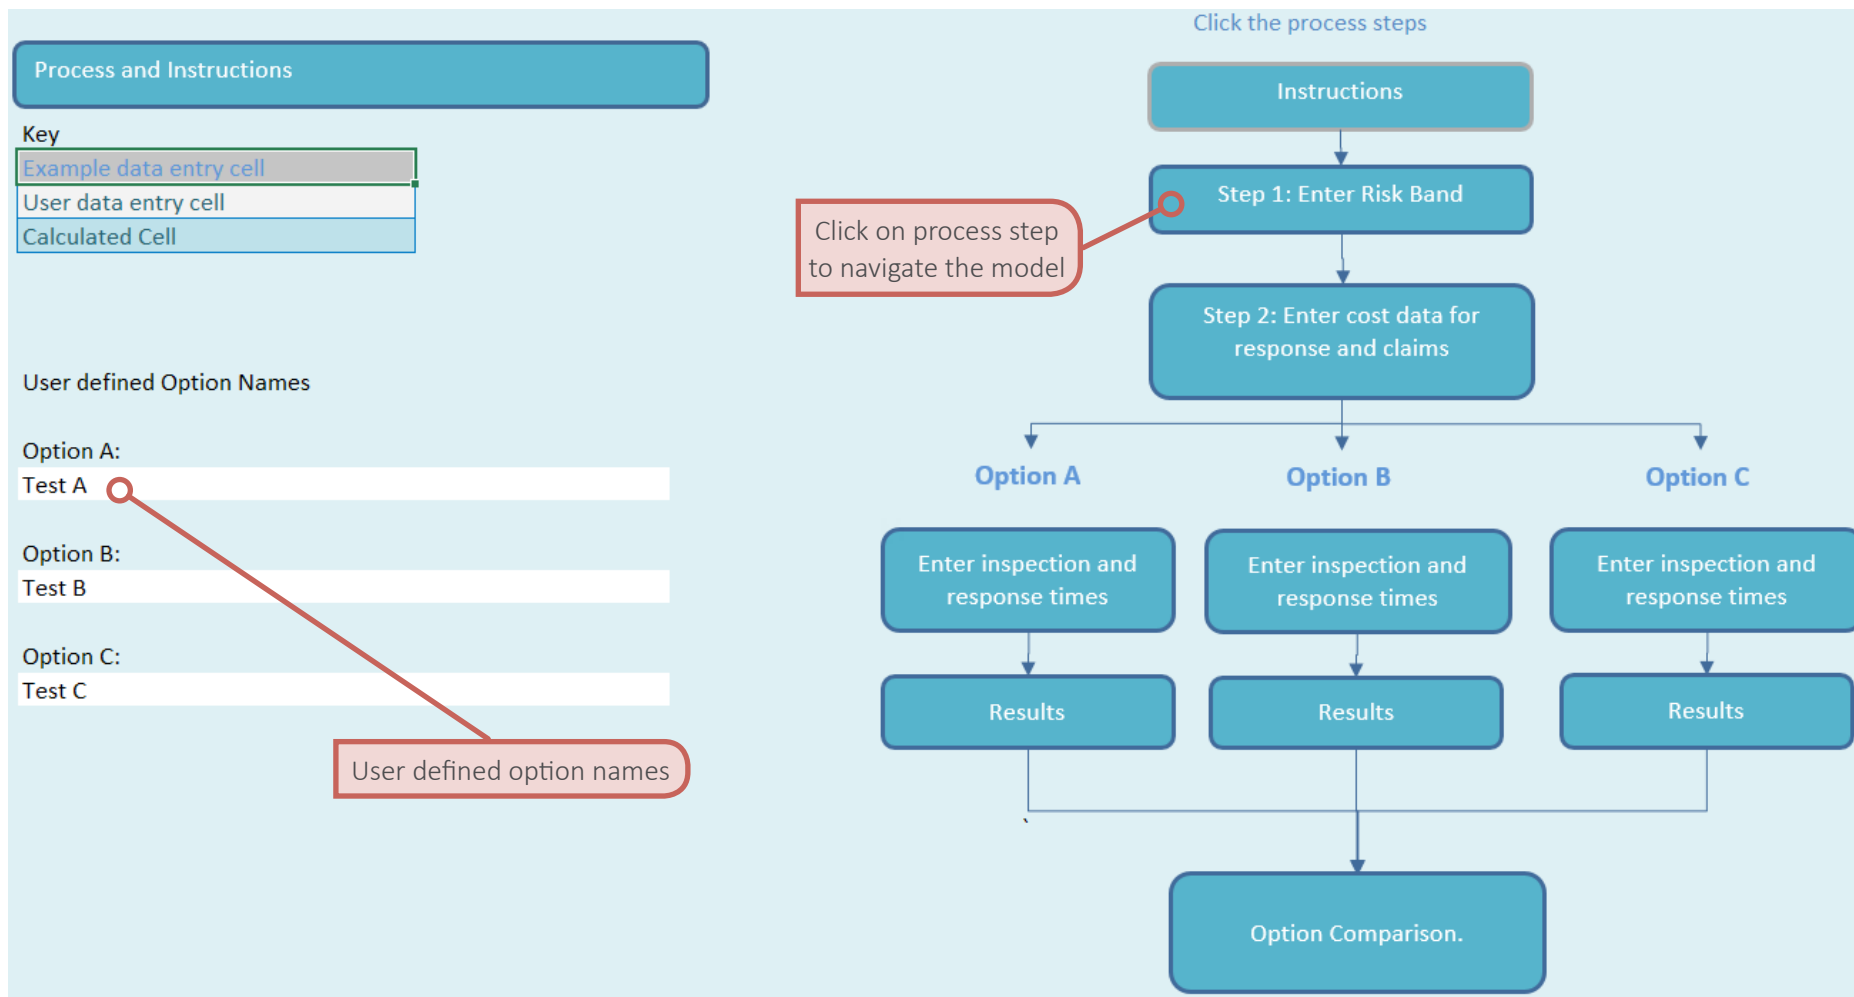 Process and Instructions
Key
Example data entry cell
User data entry cell
Calculated Cell
User defined Option Names
Option A:
Test A
Option B:
Test B
Option C:
Test C
User defined option names
Click the process steps
Instructions
Step 1: Enter Risk Band
Click on process step
to navigate the model
Step 2: Enter cost data for
response and claims
Option A
Option B
Option C
Enter inspection and
response times
Enter inspection and
response times
Enter inspection and
response times
Results
Results
Results
`
Option Comparison.